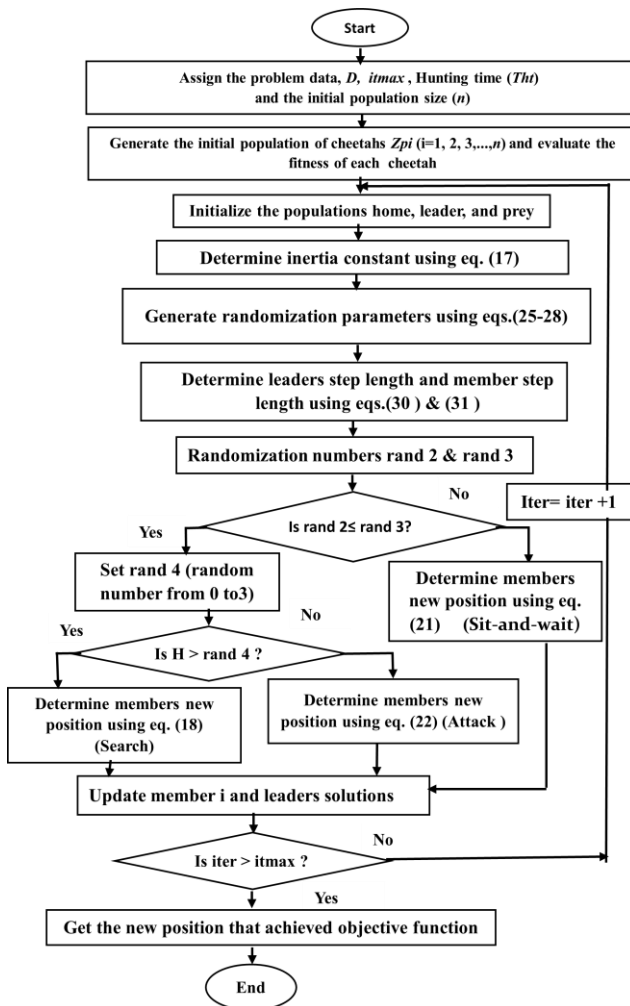 Start
Assign the problem data, D, itmax , Hunting time (Tht)
and the initial population size (n)
Generate the initial population of cheetahs Zpi (i=1, 2, 3,...,n) and evaluate the
fitness of each cheetah
Initialize the populations home, leader, and prey
Determine inertia constant using eq. (17)
Generate randomization parameters using eqs.(25-28)
Determine leaders step length and member step
length using eqs.(30 ) & (31 )
Randomization numbers rand 2 & rand 3
No
Iter= iter +1
Is rand 2≤ rand 3?
Yes
Set rand 4 (random
number from 0 to3)
Determine members
new position using eq.
(21) (Sit-and-wait)
No
Yes
Is H > rand 4 ?
Determine members new
position using eq. (18)
(Search)
Determine members new
position using eq. (22) (Attack )
Update member i and leaders solutions
No
Is iter > itmax ?
Yes
Get the new position that achieved objective function
End